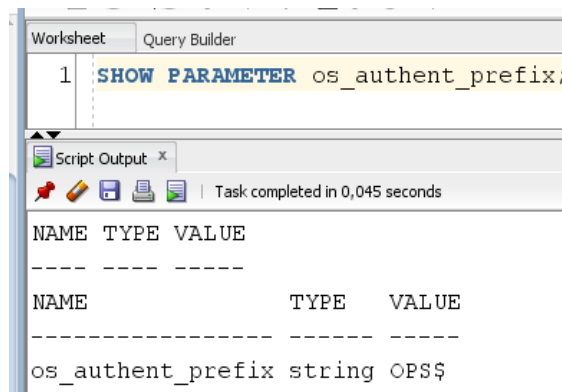 Worksheet Query Builder
1 SHOW PARAMETER os_authent_prefix;
Script Output x
Task completed in 0,045 seconds
NAME TYPE VALUE
---- ---- -----
NAME TYPE VALUE
----------------- ------ -----
os_authent_prefix string OPS$